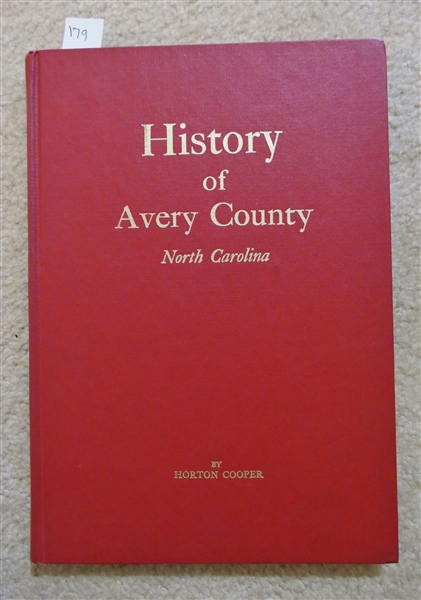 179
History
of
Avery County
North Carolina
BY
HORTON COOPER